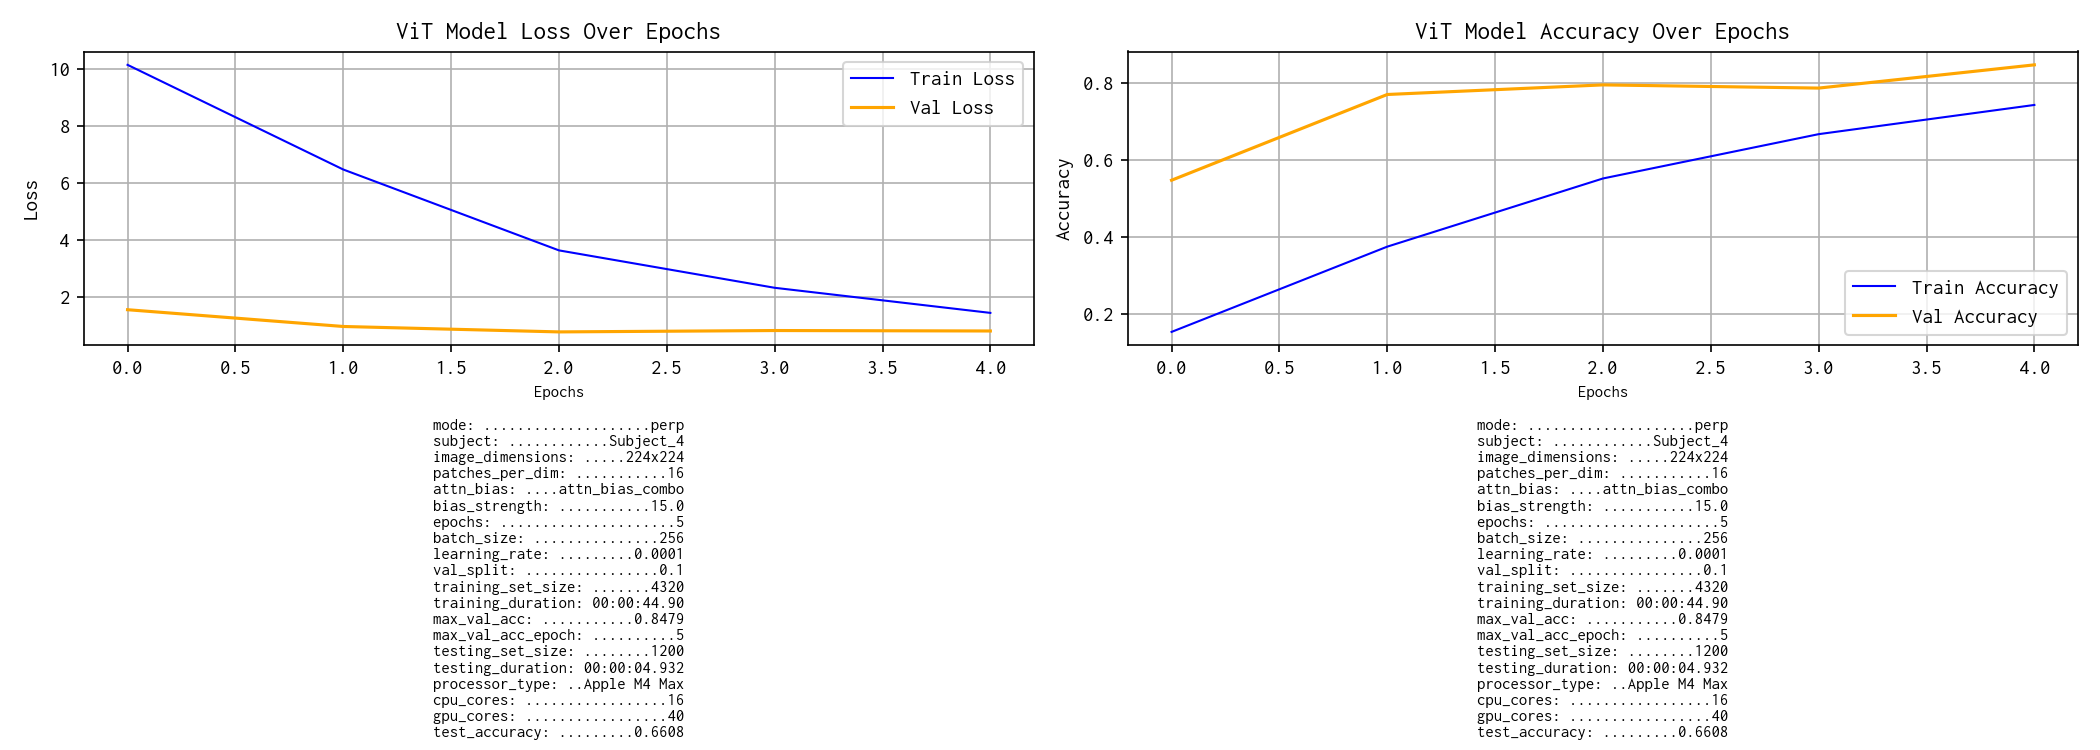 ViT Model Loss Over Epochs
Loss
10
8
6
4
2
Train Loss
Val Loss
0.0 0.5 1.0 1.5 2.0 2.5 3.0 3.5 4.0
Epochs
mode: ....................perp
subject: ............Subject_4
image_dimensions: .....224x224
patches_per_dim: ...........16
attn_bias: ....attn_bias_combo
bias_strength: ...........15.0
epochs: .....................5
batch_size: ...............256
learning_rate: .........0.0001
val_split: ................0.1
training_set_size: .......4320
training_duration: 00:00:44.90
max_val_acc: ...........0.8479
max_val_acc_epoch: ..........5
testing_set_size: ........1200
testing_duration: 00:00:04.932
processor_type: ..Apple M4 Max
cpu_cores: .................16
gpu_cores: .................40
test_accuracy: .........0.6608
ViT Model Accuracy Over Epochs
Accuracy
0.8
0.6
0.4
0.2
Train Accuracy
Val Accuracy
0.0 0.5 1.0 1.5 2.0 2.5 3.0 3.5 4.0
Epochs
mode: ....................perp
subject: ............Subject_4
image_dimensions: .....224x224
patches_per_dim: ...........16
attn_bias: ....attn_bias_combo
bias_strength: ...........15.0
epochs: .....................5
batch_size: ...............256
learning_rate: .........0.0001
val_split: ................0.1
training_set_size: .......4320
training_duration: 00:00:44.90
max_val_acc: ...........0.8479
max_val_acc_epoch: ..........5
testing_set_size: ........1200
testing_duration: 00:00:04.932
processor_type: ..Apple M4 Max
cpu_cores: .................16
gpu_cores: .................40
test_accuracy: .........0.6608